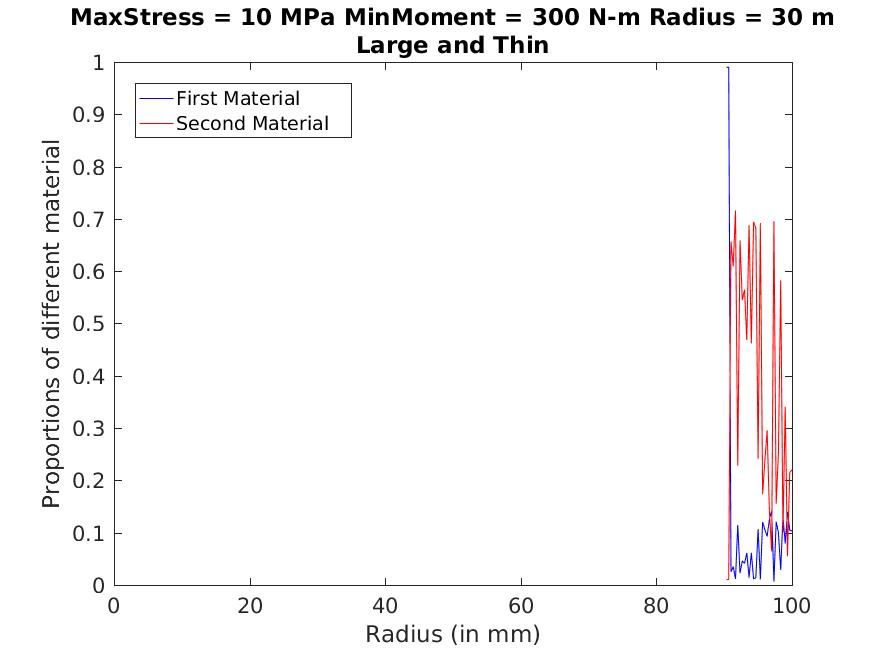 MaxStress = 10 MPa MinMoment = 300 N-m Radius = 30 m
Large and Thin
First Material
Second Material
Proportions of different material
1
0.9
0.8
0.7
0.6
0.5
0.4
0.3
0.2
0.1
0
0 20 40 60 80 100
Radius (in mm)